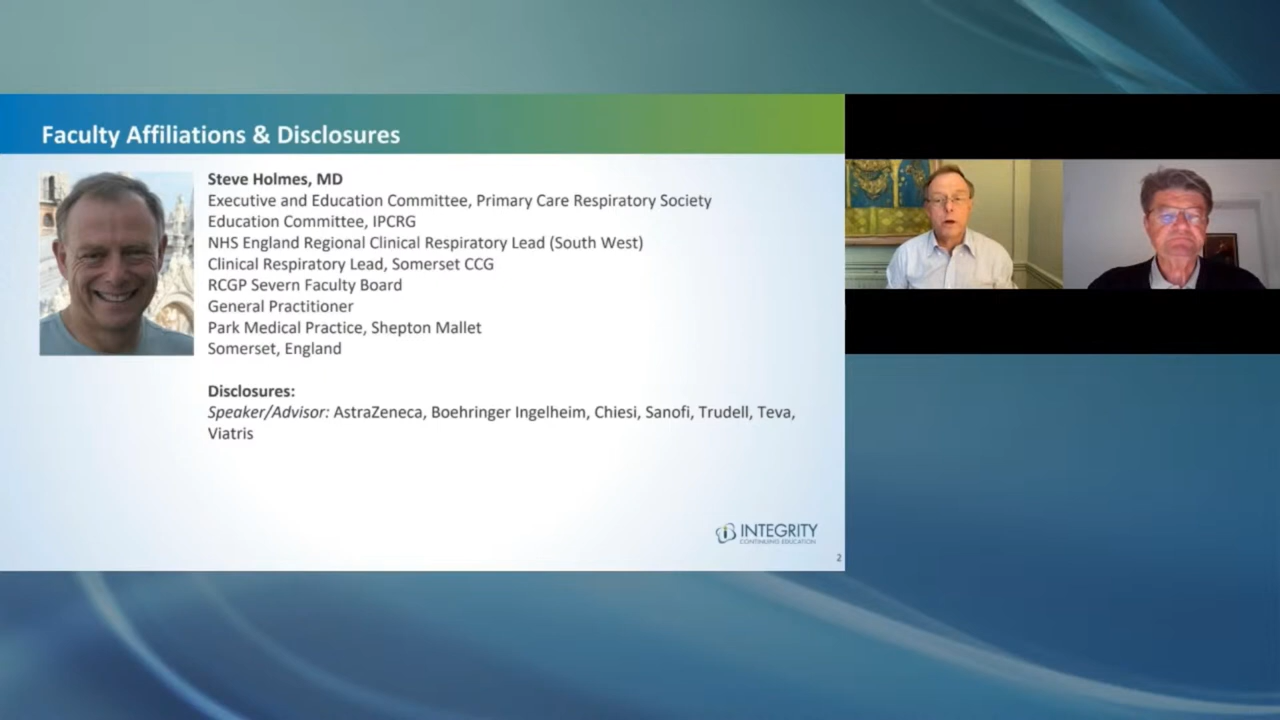 Faculty Affiliations & Disclosures
Steve Holmes, MD
Executive and Education Committee, Primary Care Respiratory Society
Education Committee, IPCRG
NHS England Regional Clinical Respiratory Lead (South West)
Clinical Respiratory Lead, Somerset CCG
RCGP Severn Faculty Board
General Practitioner
Park Medical Practice, Shepton Mallet
Somerset, England
Disclosures:
Speaker/Advisor: AstraZeneca, Boehringer Ingelheim, Chiesi, Sanofi, Trudell, Teva,
Viatris
INTEGRITY
CONTINUING EDUCATION
2